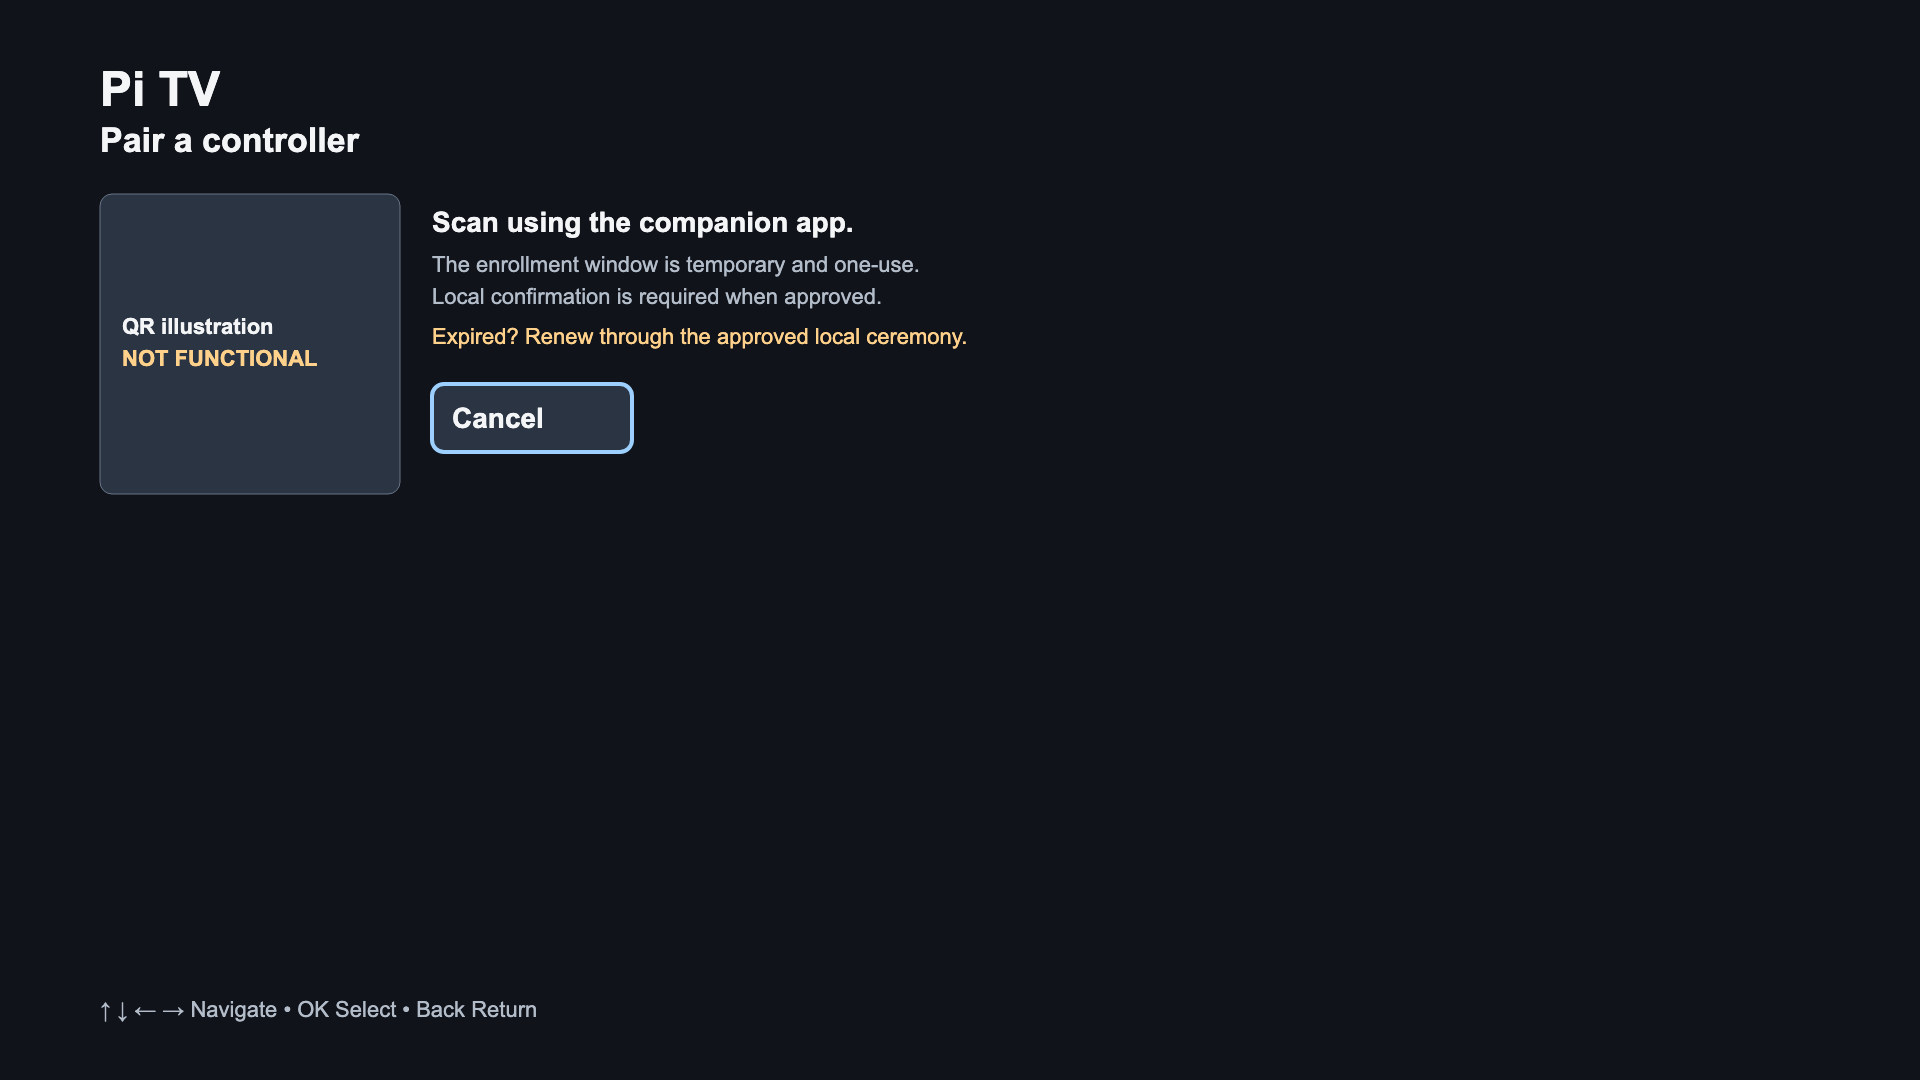 Pi TV
Pair a controller
QR illustration
NOT FUNCTIONAL
Scan using the companion app.
The enrollment window is temporary and one-use.
Local confirmation is required when approved.
Expired? Renew through the approved local ceremony.
Cancel
↑↓←→ Navigate • OK Select • Back Return